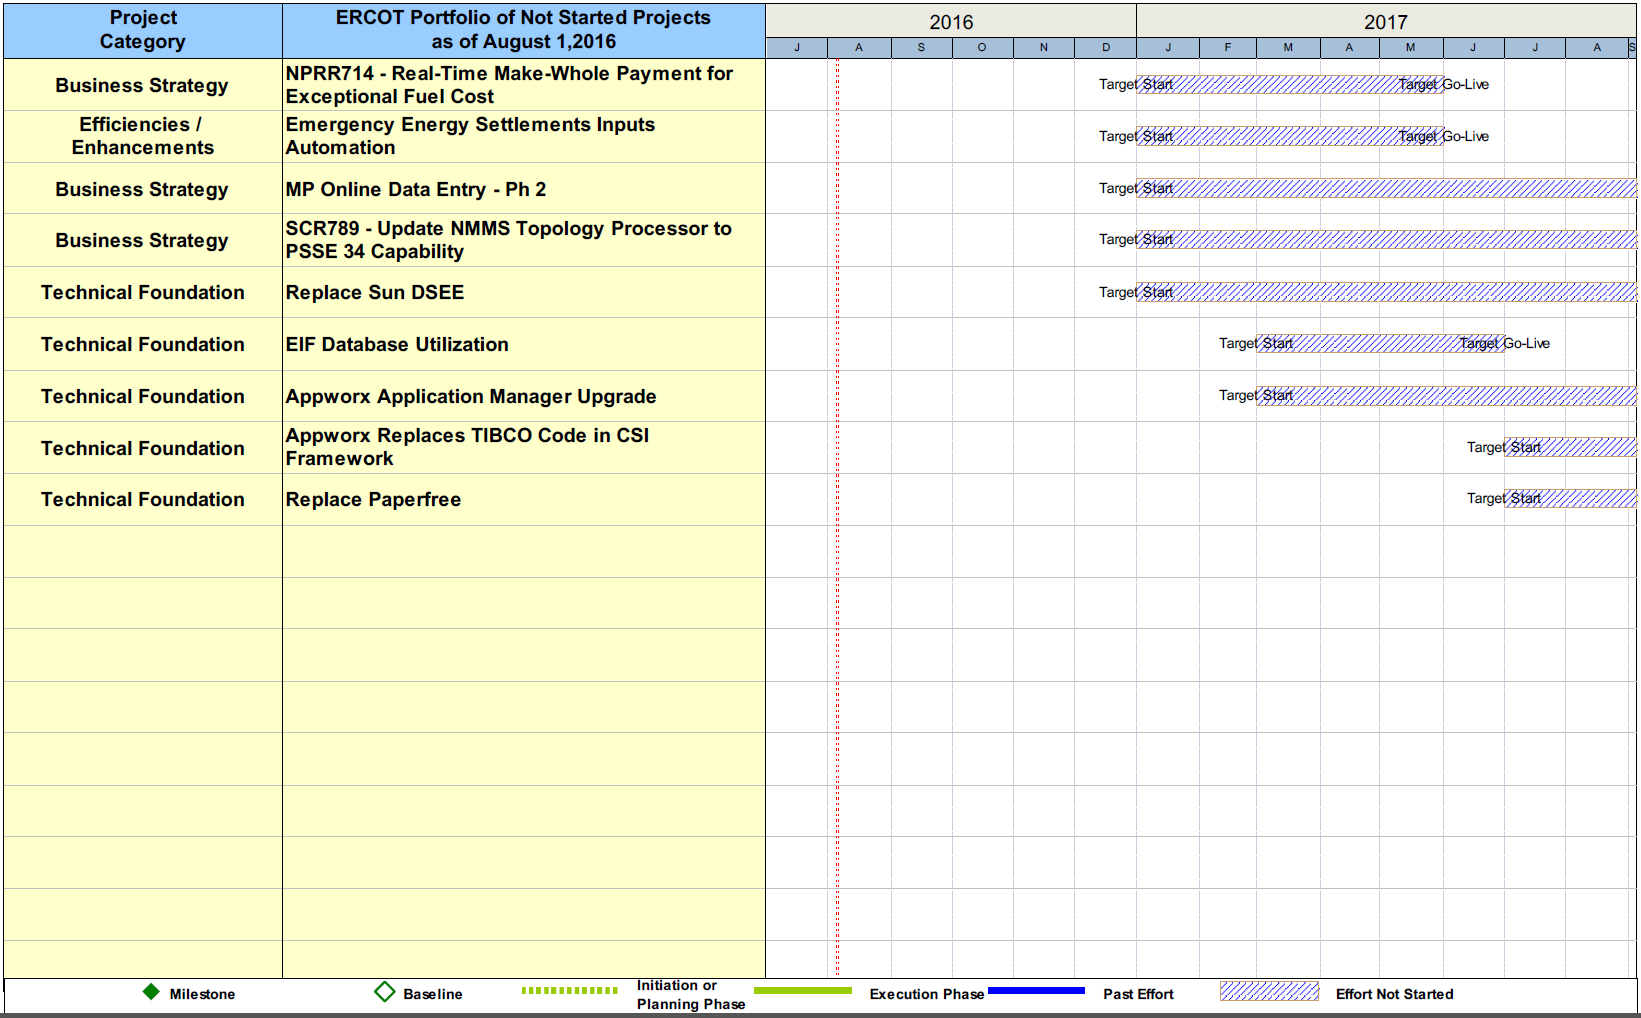 Project
Category
ERCOT Portfolio of Not Started Projects
as of August 1,2016
2016
2017
J A S O N D J F M A M J J A S
Business Strategy
NPRR714 - Real-Time Make-Whole Payment for
Exceptional Fuel Cost
Target Start
Target Go-Live
Efficiencies /
Enhancements
Emergency Energy Settlements Inputs
Automation
Target Start
Target Go-Live
Business Strategy
MP Online Data Entry - Ph 2
Target Start
Business Strategy
SCR789 - Update NMMS Topology Processor to
PSSE 34 Capability
Target Start
Technical Foundation
Replace Sun DSEE
Target Start
Technical Foundation
EIF Database Utilization
Target Start
Target Go-Live
Technical Foundation
Appworx Application Manager Upgrade
Target Start
Technical Foundation
Appworx Replaces TIBCO Code in CSI
Framework
Target Start
Technical Foundation
Replace Paperfree
Target Start
Milestone
Baseline
Initiation or
Planning Phase
Execution Phase
Past Effort
Effort Not Started